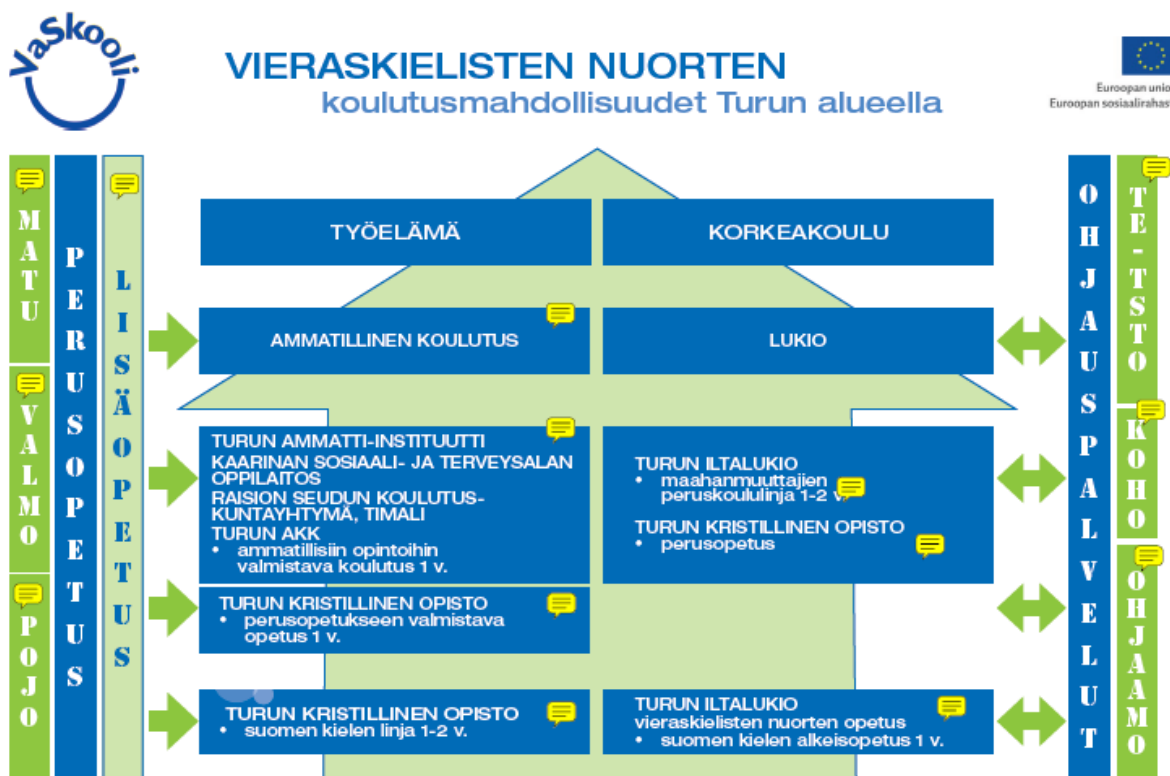 VaSkooli
VIERASKIELISTEN NUORTEN
koulutusmahdollisuudet Turun alueella
Euroopan unio
Euroopan sosiaalirahast
MATU
VALMO
POJO
PERUSOPETUS
LISÄOPETUS
TYÖELÄMÄ
KORKEAKOULU
AMMATILLINEN KOULUTUS
LUKIO
TURUN AMMATTI-INSTITUUTTI
KAARINAN SOSIAALI- JA TERVEYSALAN
OPPILAITOS
RAISION SEUDUN KOULUTUS-
KUNTAYHTYMÄ, TIMALI
TURUN AKK
• ammatillisiin opintoihin
valmistava koulutus 1 v.
TURUN ILTALUKIO
• maahanmuuttajien
peruskoululinja 1-2 v.
TURUN KRISTILLINEN OPISTO
• perusopetus
TURUN KRISTILLINEN OPISTO
• perusopetukseen valmistava
opetus 1 v.
TURUN KRISTILLINEN OPISTO
• suomen kielen linja 1-2 v.
TURUN ILTALUKIO
vieraskielisten nuorten opetus
• suomen kielen alkeisopetus 1 v.
OHJAUSPALVELUT
TE-TSTO
KOHO
OHJAAMO